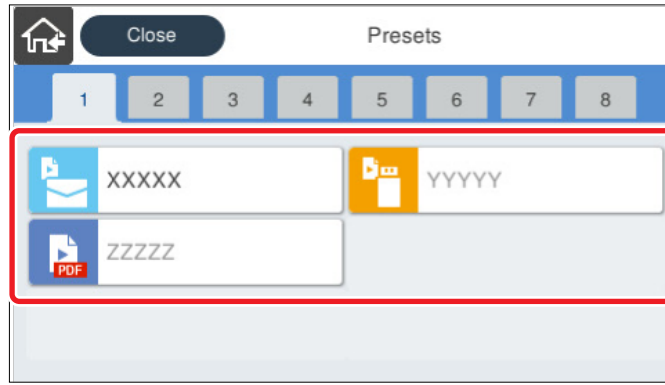 Close Presets
1 2 3 4 5 6 7 8
XXXXX YYYYY
ZZZZZ
PDF